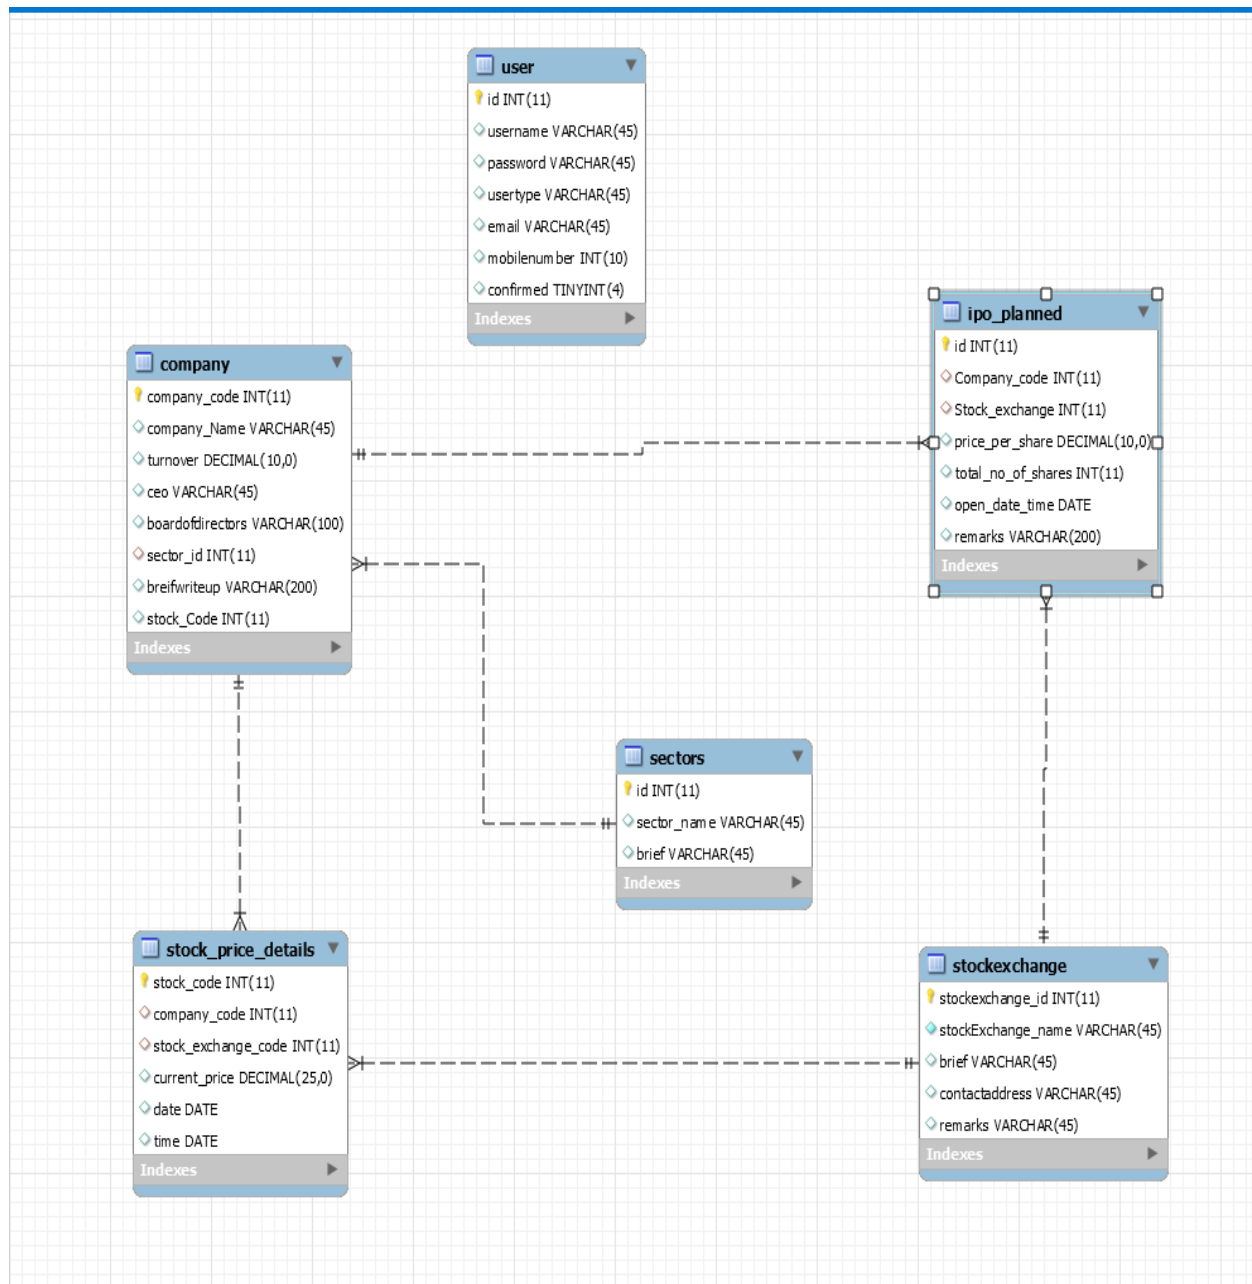 user
id INT(11)
username VARCHAR(45)
password VARCHAR(45)
usertype VARCHAR(45)
email VARCHAR(45)
mobilenumber INT(10)
confirmed TINYINT(4)
Indexes
ipo_planned
id INT(11)
Company_code INT(11)
Stock_exchange INT(11)
price_per_share DECIMAL(10,0)
total_no_of_shares INT(11)
open_date_time DATE
remarks VARCHAR(200)
Indexes
company
company_code INT(11)
company_Name VARCHAR(45)
turnover DECIMAL(10,0)
ceo VARCHAR(45)
boardofdirectors VARCHAR(100)
sector_id INT(11)
breifwriteup VARCHAR(200)
stock_Code INT(11)
Indexes
sectors
id INT(11)
sector_name VARCHAR(45)
brief VARCHAR(45)
Indexes
stock_price_details
stock_code INT(11)
company_code INT(11)
stock_exchange_code INT(11)
current_price DECIMAL(25,0)
date DATE
time DATE
Indexes
stockexchange
stockexchange_id INT(11)
stockExchange_name VARCHAR(45)
brief VARCHAR(45)
contactaddress VARCHAR(45)
remarks VARCHAR(45)
Indexes